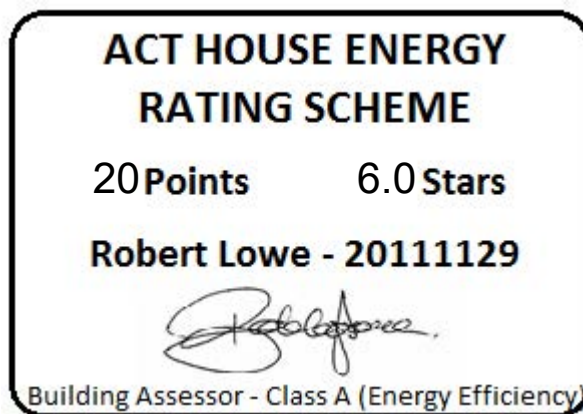 ACT HOUSE ENERGY
RATING SCHEME
20 Points 6.0 Stars
Robert Lowe - 20111129
Building Assessor - Class A (Energy Efficiency)